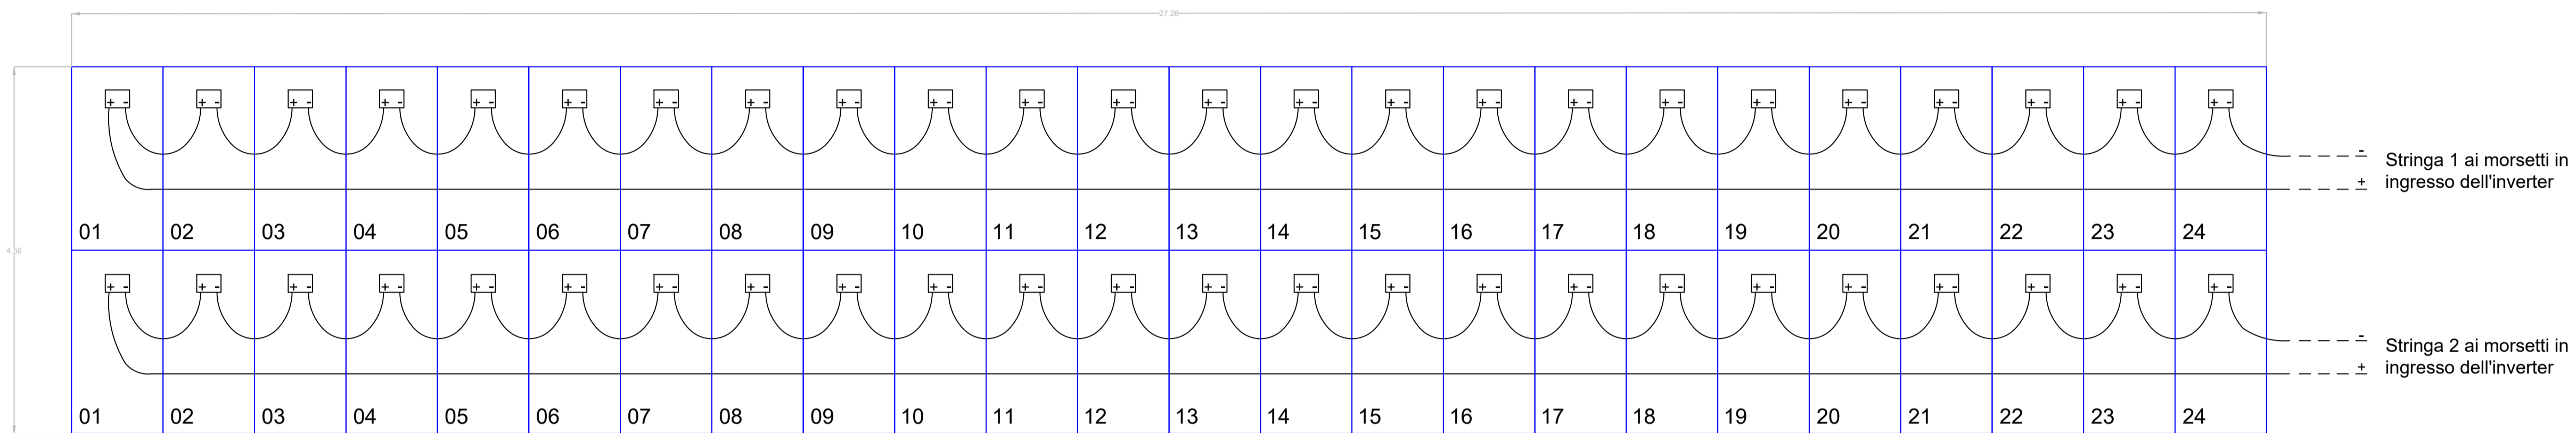 27.26
+ - + - + - + - + - + - + - + - + - + - + - + - + - + - + - + - + - + - + - + - + - + - + - + -
-
Stringa 1 ai morsetti in
+ ingresso dell'inverter
01 02 03 04 05 06 07 08 09 10 11 12 13 14 15 16 17 18 19 20 21 22 23 24
+ - + - + - + - + - + - + - + - + - + - + - + - + - + - + - + - + - + - + - + - + - + - + - + -
-
Stringa 2 ai morsetti in
+ ingresso dell'inverter
01 02 03 04 05 06 07 08 09 10 11 12 13 14 15 16 17 18 19 20 21 22 23 24